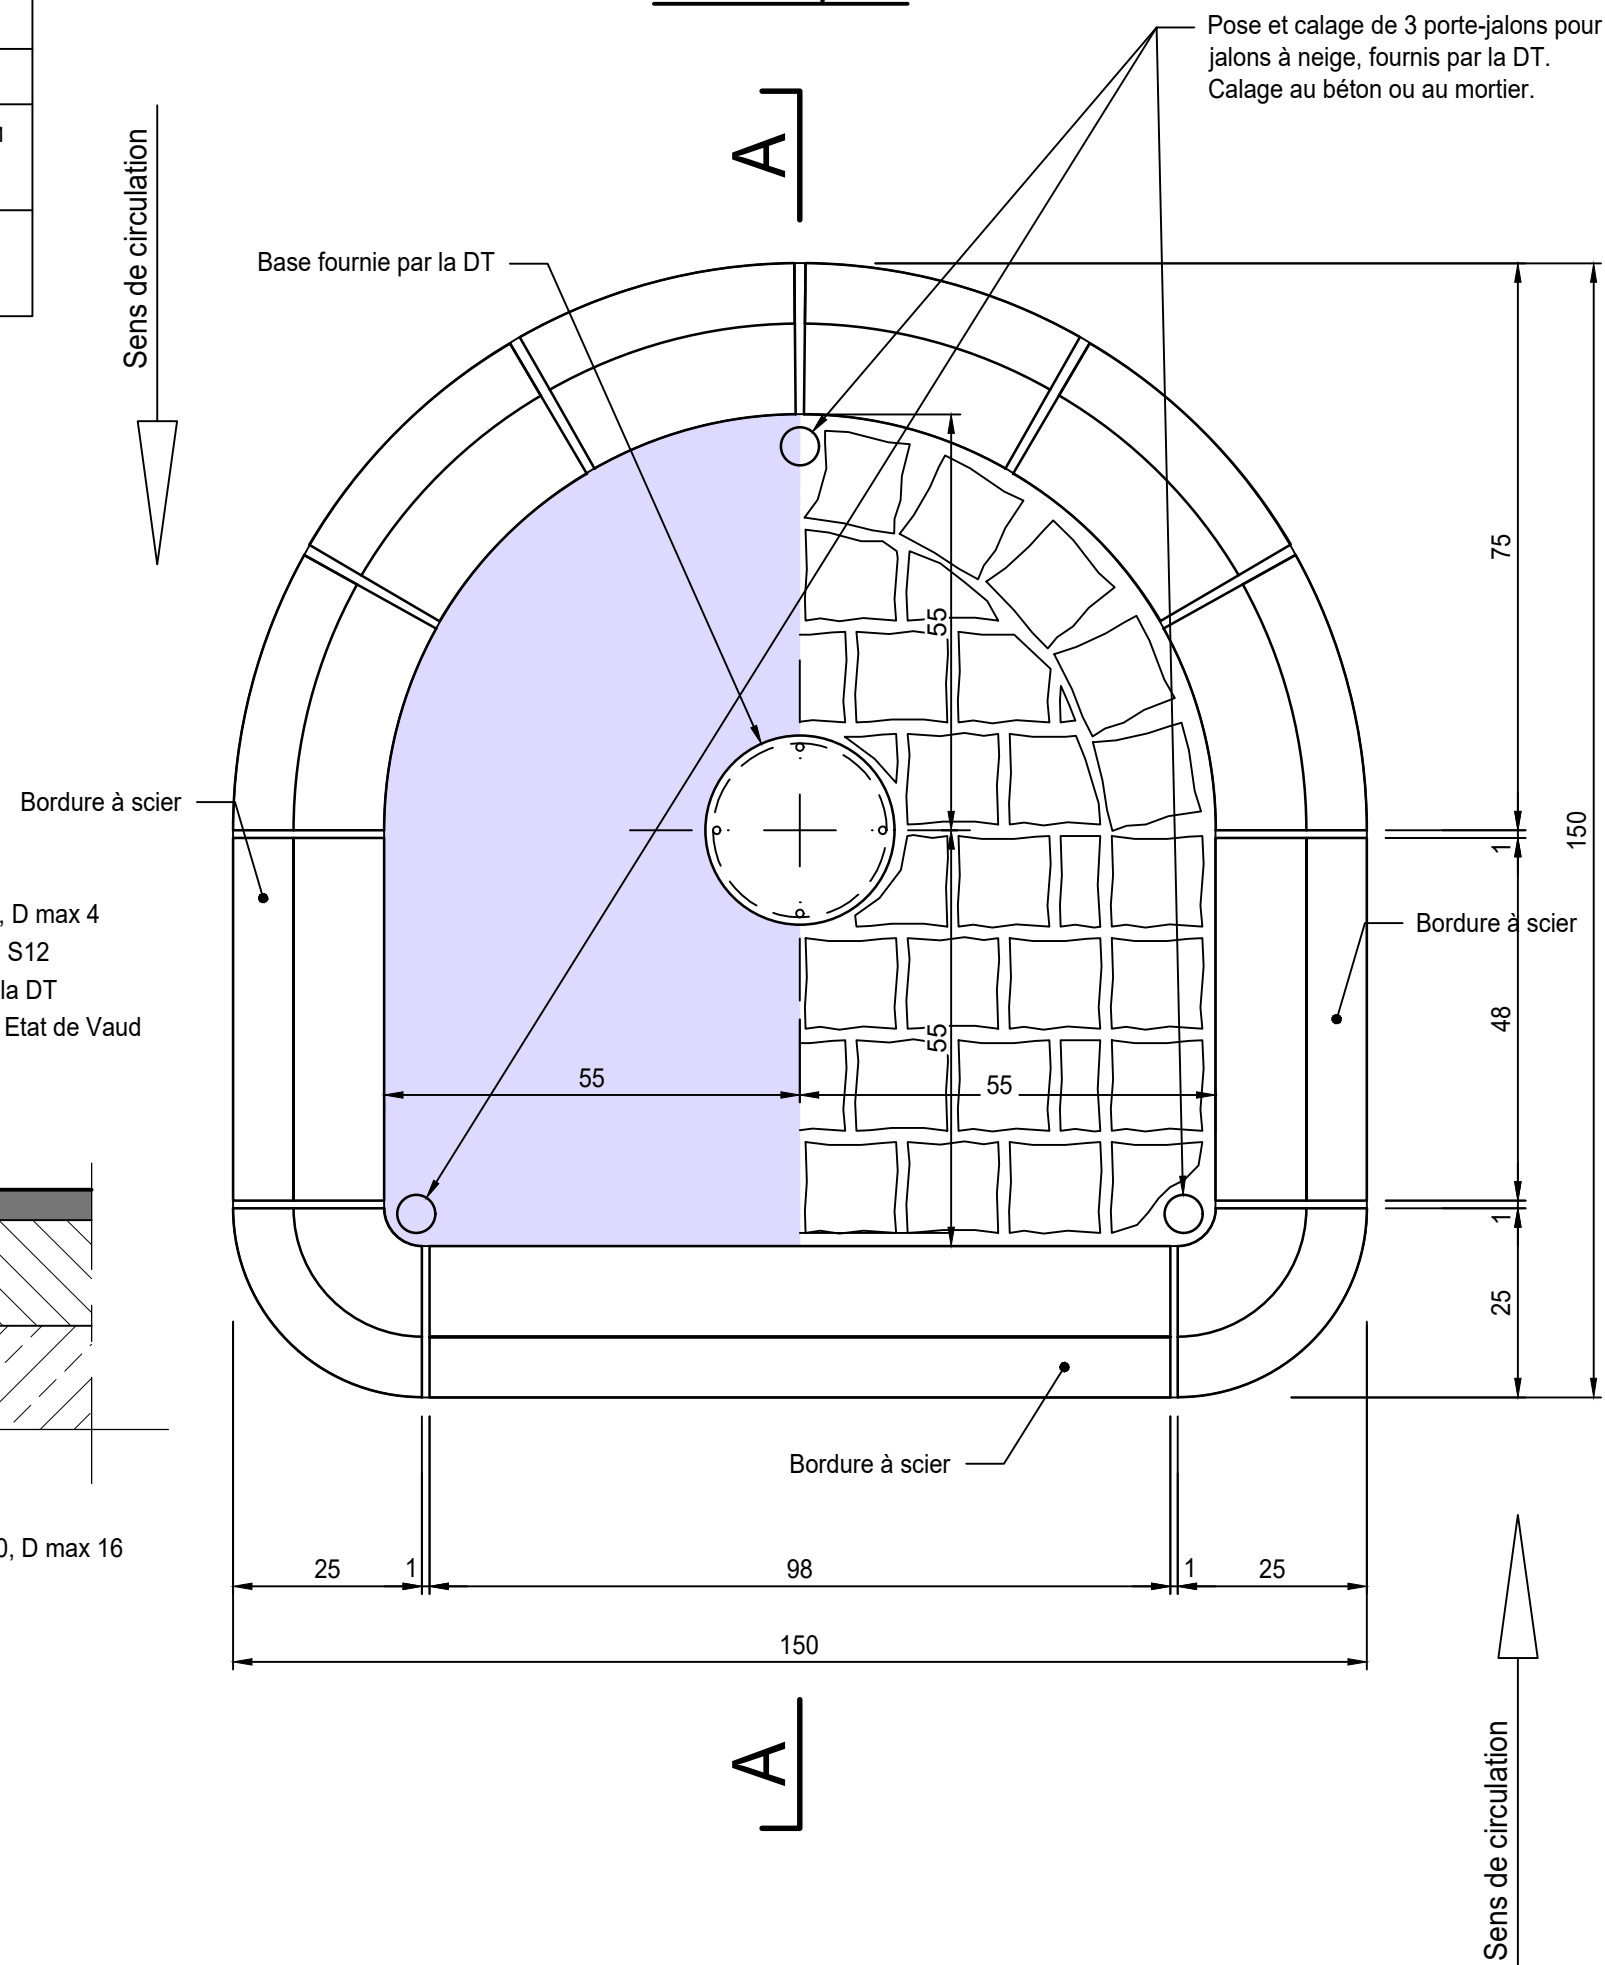 Pose et calage de 3 porte-jalons pour
jalons à neige, fournis par la DT.
Calage au béton ou au mortier.
A
Sens de circulation
Base fournie par la DT
75
150
55
Bordure à scier
1
, D max 4
S12
la DT
Etat de Vaud
Bordure à scier
48
55
55
55
1
25
Bordure à scier
0, D max 16
25
1
98
1
25
150
A
Sens de circulation